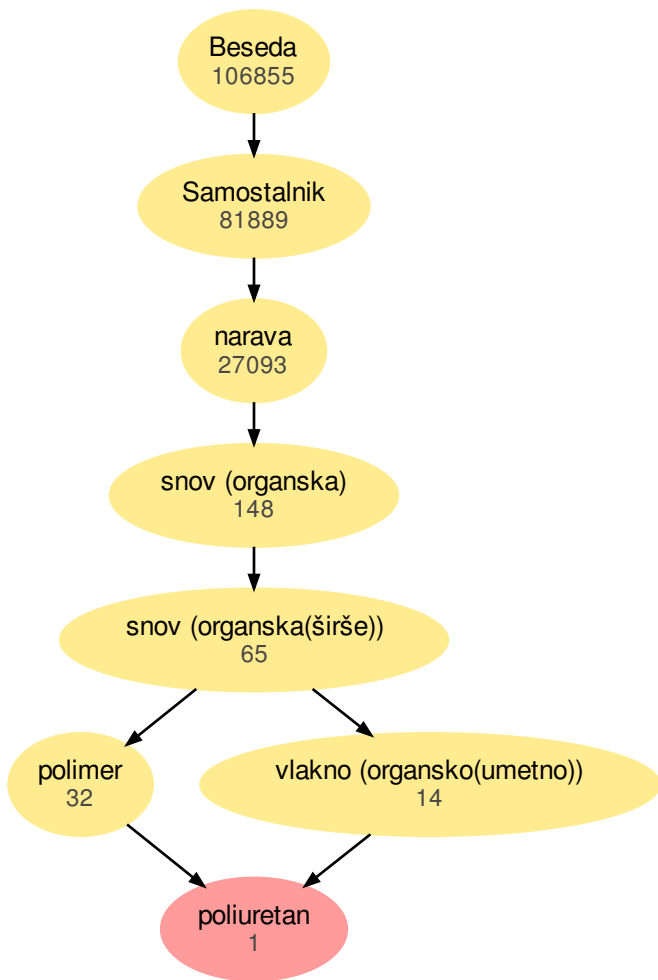 Beseda
106855
Samostalnik
81889
narava
27093
snov (organska)
148
snov (organska(širše))
65
polimer
32
vlakno (organsko(umetno))
14
poliuretan
1